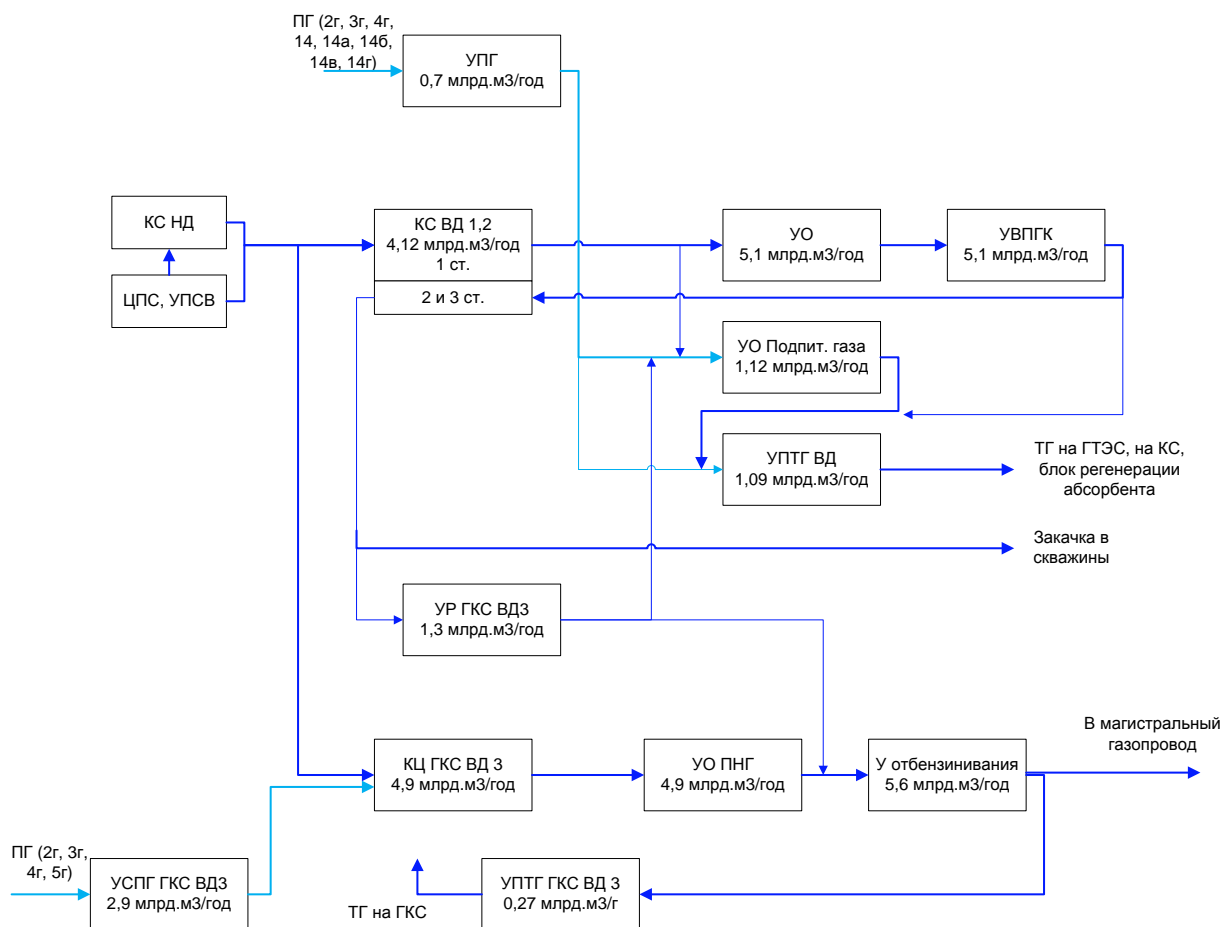 ПГ (2г, 3г, 4г,
14, 14а, 14б,
14в, 14г)
УПГ
0,7 млрд.м3/год
КС НД
ЦПС, УПСВ
КС ВД 1,2
4,12 млрд.м3/год
1 ст.
2 и 3 ст.
УО
5,1 млрд.м3/год
УВПГК
5,1 млрд.м3/год
УО Подпит. газа
1,12 млрд.м3/год
УПТГ ВД
1,09 млрд.м3/год
ТГ на ГТЭС, на КС,
блок регенерации
абсорбента
Закачка в
скважины
УР ГКС ВД3
1,3 млрд.м3/год
КЦ ГКС ВД 3
4,9 млрд.м3/год
УО ПНГ
4,9 млрд.м3/год
У отбензинивания
5,6 млрд.м3/год
В магистральный
газопровод
ПГ (2г, 3г,
4г, 5г)
УСПГ ГКС ВД3
2,9 млрд.м3/год
ТГ на ГКС
УПТГ ГКС ВД 3
0,27 млрд.м3/г